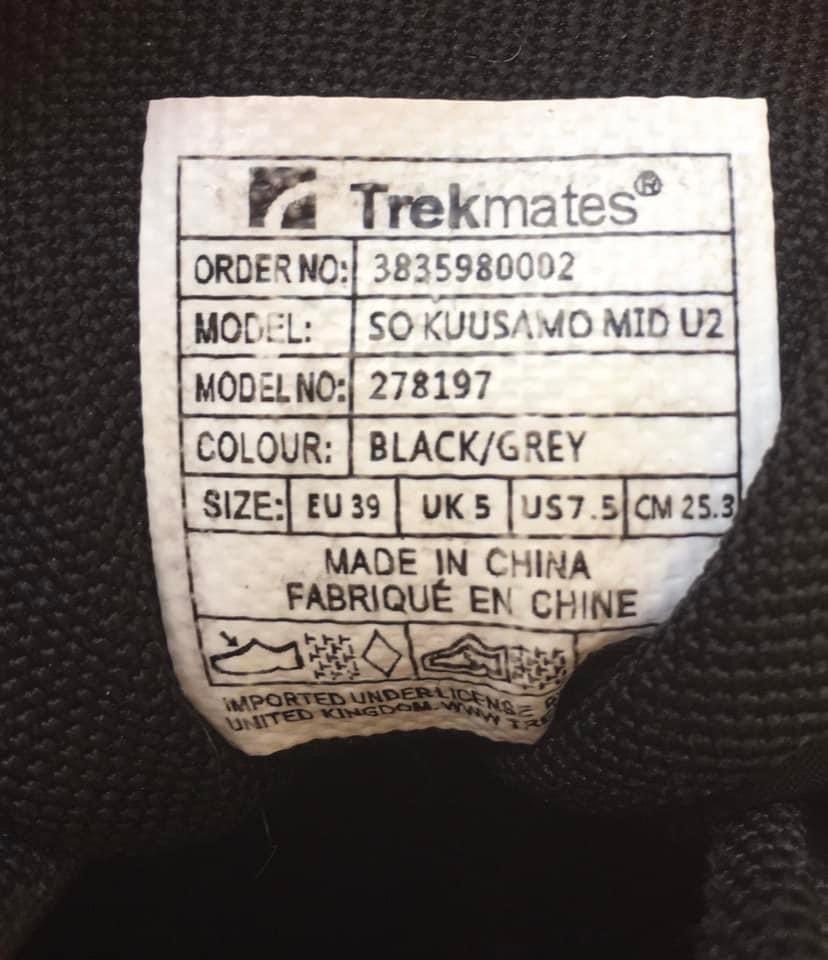 Trekmates®
ORDER NO: 3835980002
MODEL: SO KUUSAMO MID U2
MODEL NO: 278197
COLOUR: BLACK/GREY
SIZE: EU 39 UK 5 US7.5 CM 25.3
MADE IN CHINA
FABRIQUÉ EN CHINE
IMPORTED UNDER LICENSE
UNITED KINGDOM. WWW